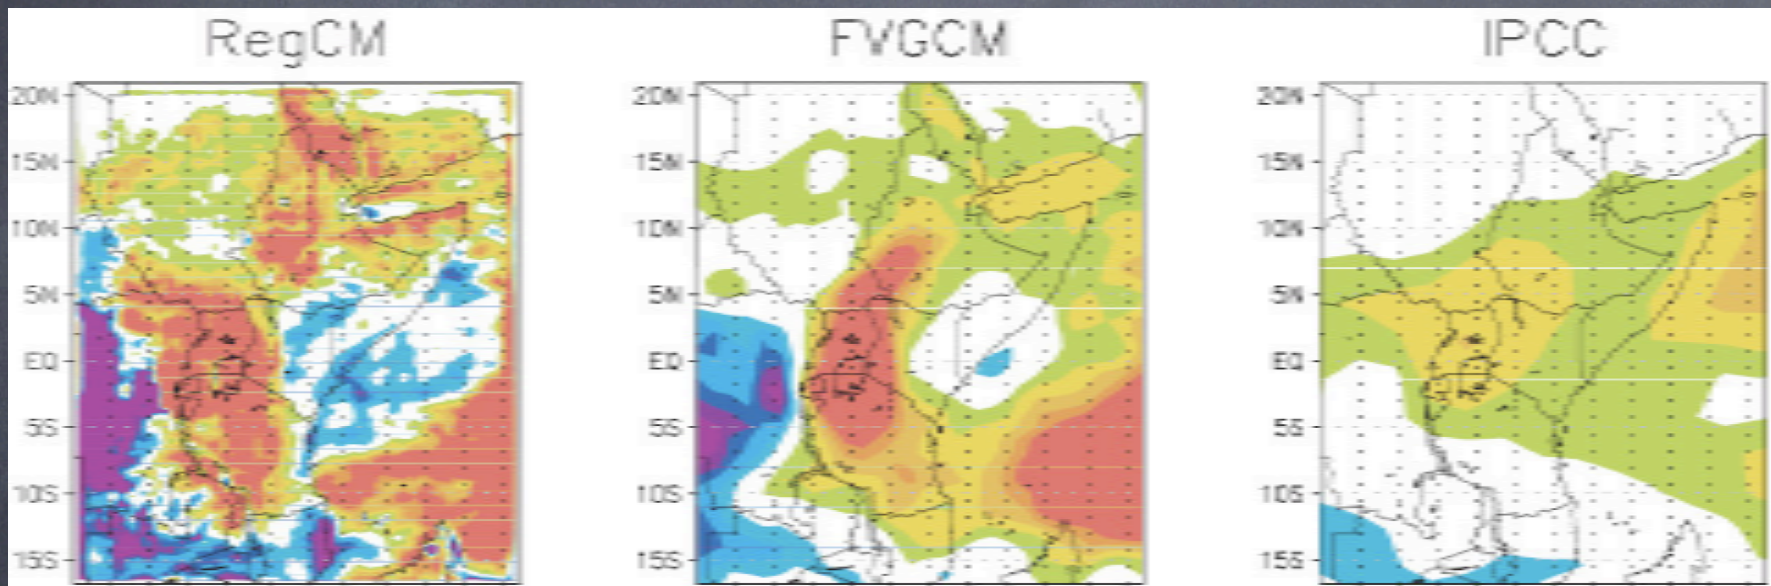 RegCM FVGCM IPCC
20N 20N 20N
15N 15N 15N
10N 10N 10N
5N 5N 5N
EQ EQ EQ
5S 5S 5S
10S 10S 10S
15S 15S 15S